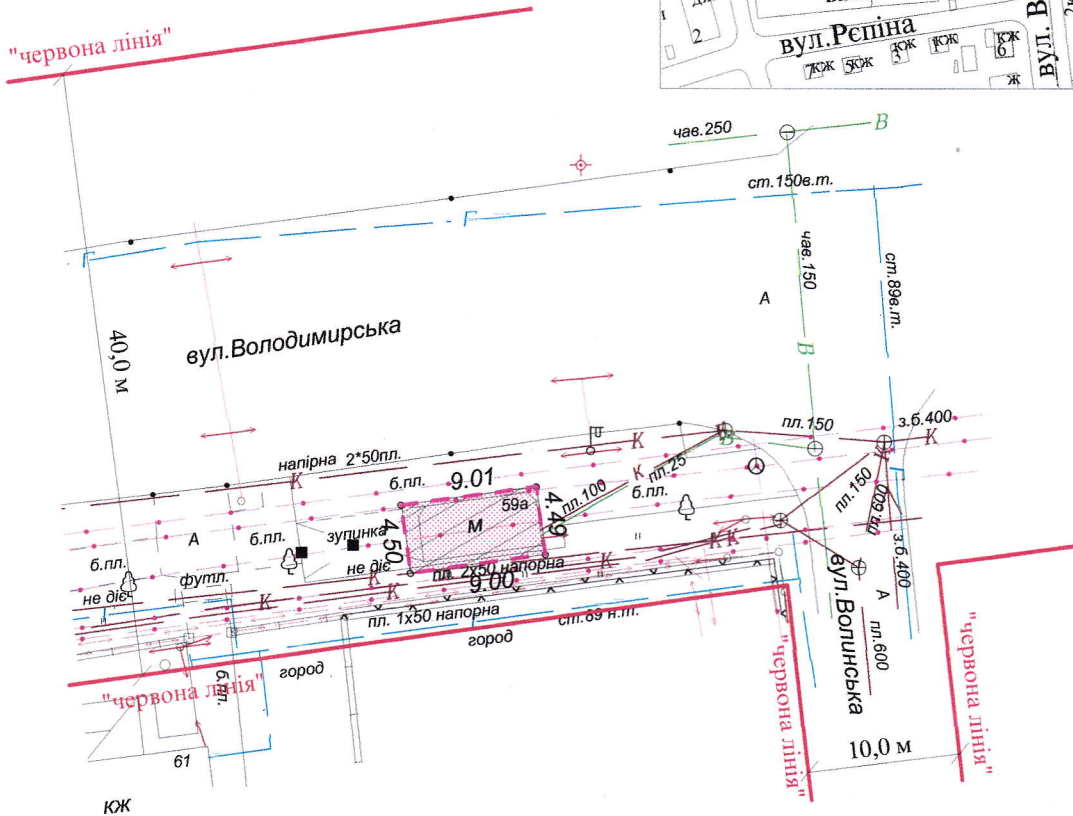 "червона лінія"
2
вул.Рєпіна
7КЖ
5КЖ
КЖ
3
1КЖ
КЖ
6
ж
вул. В
чав.250
В
ст.150в.т.
Г
Г
чав.150
ст.89в.т.
А
40,0 м
вул.Володимирська
В
пл.150
з.б.400
К
К
К
напірна 2*50пл.
К
б.пл.
9.01
К
В
К
пл.25
пл.100
б.пл.
59а
М
4.49
4.50
пл.150
пл.600
Г
з.б.400
А
б.пл.
зупинка
не діє
К
К
К
К
пл. 2х50 напорна
9.00
б.пл.
футл.
не діє
К
К
пл. 1х50 напорна
ст.89 н.т.
город
город
вул.Волинська
А
пл.600
"червона лінія"
б.пл.
"червона лінія"
"червона лінія"
10,0 м
61
КЖ